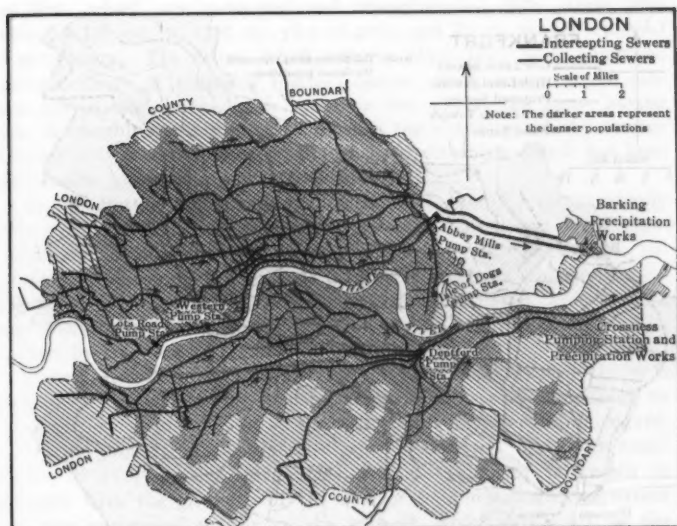 LONDON
Intercepting Sewers
Collecting Sewers
Scale of Miles
0 1 2
Note: The darker areas represent
the denser populations
COUNTY
BOUNDARY
LONDON
Barking
Precipitation
Works
Abbey Mills
Pump Sta.
Isle of Dogs
Pump Sta.
THAMES
RIVER
Western
Pump Sta.
Lots Road
Pump Sta.
Deptford
Pump
Sta.
Crossness
Pumping Station and
Precipitation Works
LONDON
COUNTY
BOUNDARY